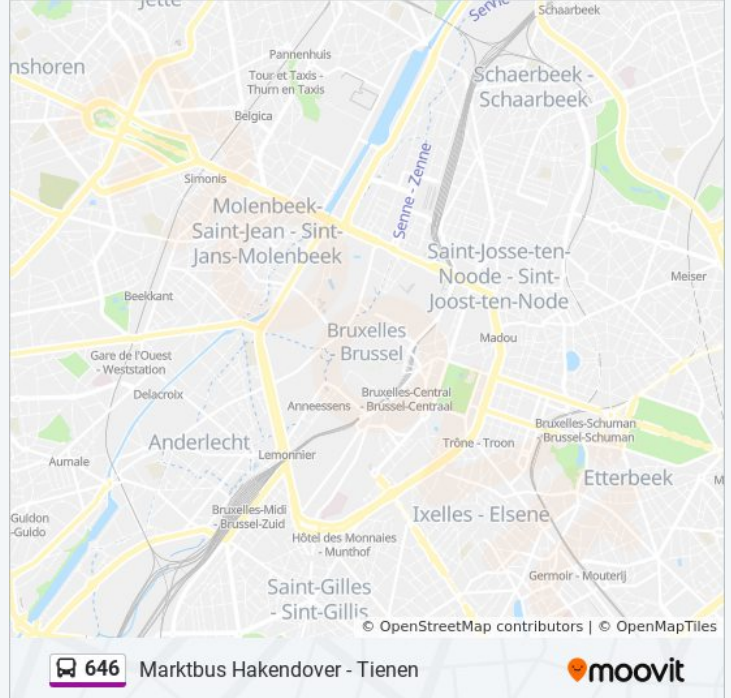 Jette
Servie
Schaarbeek
Pannenhuis
nshoren
Tour et Taxis -
Thurn en Taxis
Schaerbeek -
Schaarbeek
Belgica
Senne - Zenne
Simonis
Molenbeek-
Saint-Jean - Sint-
Jans-Molenbeek
Saint-Josse-ten-
Noode - Sint-
Joost-ten-Node
Meiser
Beekkant
Bruxelles
- Brussel
Madou
Gare de l'Ouest
- Weststation
Delacroix
Bruxelles-Central
- Brussel-Centraal
Anneessens
Bruxelles-Schuman
- Brussel-Schuman
Anderlecht
Trône - Troon
Lemonnier
Aumale
Etterbeek
M
Bruxelles-Midi
- Brussel-Zuid
Ixelles - Elsene
Guidon
-Guido
Hôtel des Monnaies
- Munthof
Germoir - Mouterij
Saint-Gilles
- Sint-Gillis
© OpenStreetMap contributors | © OpenMapTiles
646 Marktbus Hakendover - Tienen
moovit